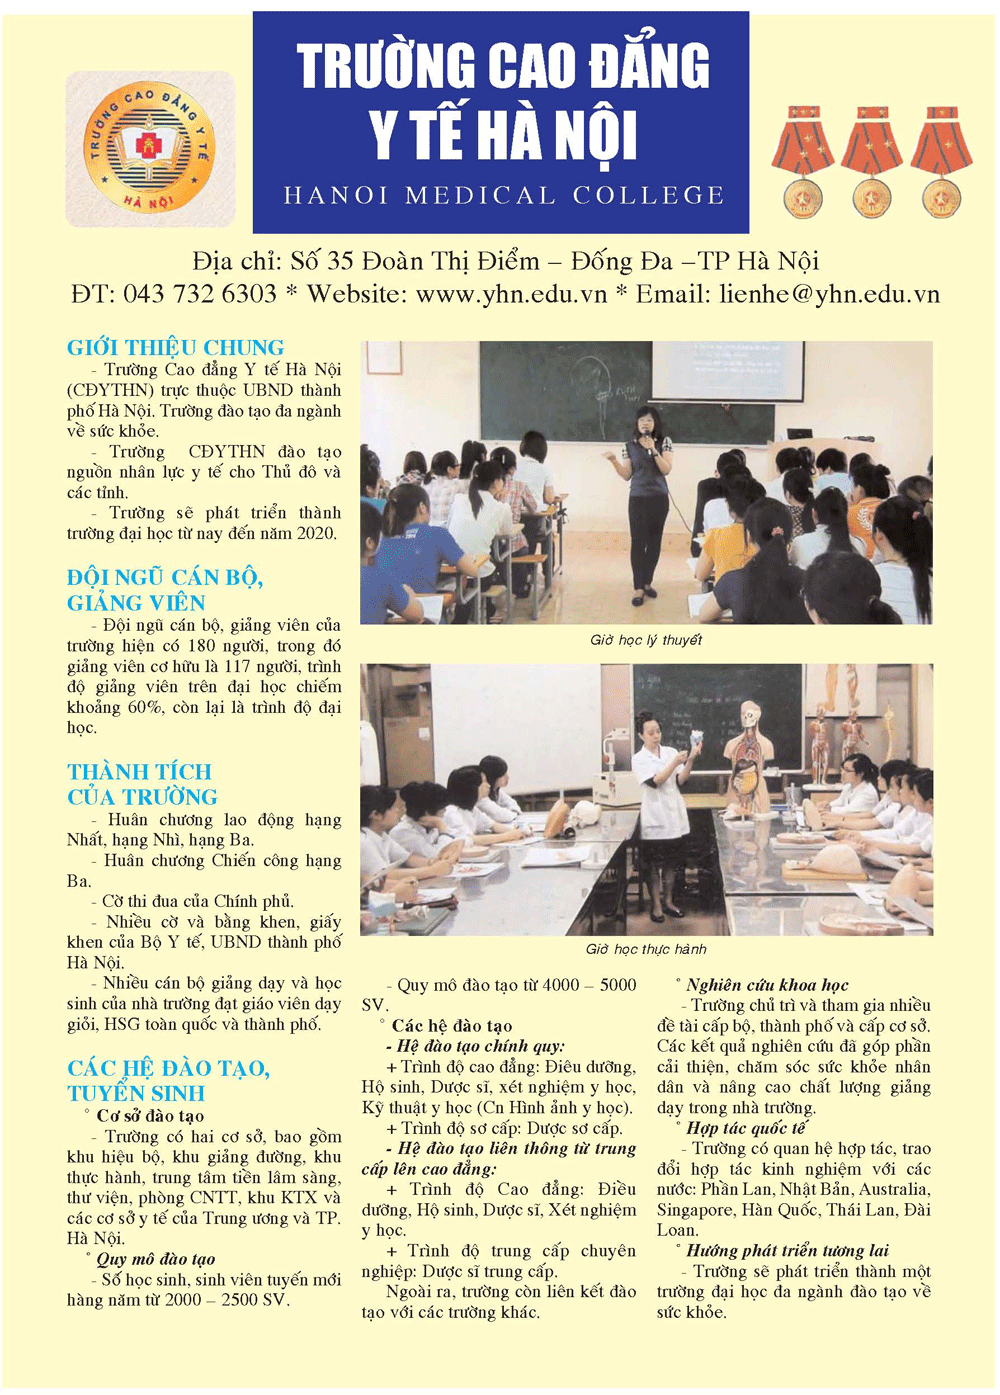 TRƯỜNG CAO ĐẲNG
Y TẾ HÀ NỘI
HANOI MEDICAL COLLEGE
TRƯỜNG CAO ĐẲNG Y TẾ
HÀ NỘI
Địa chỉ: Số 35 Đoàn Thị Điểm – Đống Đa –TP Hà Nội
ĐT: 043 732 6303 * Website: www.yhn.edu.vn * Email: lienhe@yhn.edu.vn
GIỚI THIỆU CHUNG
- Trường Cao đẳng Y tế Hà Nội
(CĐYTHN) trực thuộc UBND thành
phố Hà Nội. Trường đào tạo đa ngành
về sức khỏe.
- Trường CĐYTHN đào tạo
nguồn nhân lực y tế cho Thủ đô và
các tỉnh.
- Trường sẽ phát triển thành
trường đại học từ nay đến năm 2020.
ĐỘI NGŨ CÁN BỘ,
GIẢNG VIÊN
- Đội ngũ cán bộ, giảng viên của
trường hiện có 180 người, trong đó
giảng viên cơ hữu là 117 người, trình
độ giảng viên trên đại học chiếm
khoảng 60%, còn lại là trình độ đại
học.
THÀNH TÍCH
CỦA TRƯỜNG
- Huân chương lao động hạng
Nhất, hạng Nhì, hạng Ba.
- Huân chương Chiến công hạng
Ba.
- Cờ thi đua của Chính phủ.
- Nhiều cờ và bằng khen, giấy
khen của Bộ Y tế, UBND thành phố
Hà Nội.
- Nhiều cán bộ giảng dạy và học
sinh của nhà trường đạt giáo viên dạy
giỏi, HSG toàn quốc và thành phố.
CÁC HỆ ĐÀO TẠO,
TUYỂN SINH
° Cơ sở đào tạo
- Trường có hai cơ sở, bao gồm
khu hiệu bộ, khu giảng đường, khu
thực hành, trung tâm tiền lâm sàng,
thư viện, phòng CNTT, khu KTX và
các cơ sở y tế của Trung ương và TP.
Hà Nội.
° Quy mô đào tạo
- Số học sinh, sinh viên tuyến mới
hàng năm từ 2000 – 2500 SV.
Giờ học lý thuyết
Giờ học thực hành
- Quy mô đào tạo từ 4000 – 5000
SV.
° Các hệ đào tạo
- Hệ đào tạo chính quy:
+ Trình độ cao đẳng: Điêu dưỡng,
Hộ sinh, Dược sĩ, xét nghiệm y học,
Kỹ thuật y học (Cn Hình ảnh y học).
+ Trình độ sơ cấp: Dược sơ cấp.
- Hệ đào tạo liên thông từ trung
cấp lên cao đẳng:
+ Trình độ Cao đẳng: Điều
dưỡng, Hộ sinh, Dược sĩ, Xét nghiệm
y học.
+ Trình độ trung cấp chuyên
nghiệp: Dược sĩ trung cấp.
Ngoài ra, trường còn liên kết đào
tạo với các trường khác.
° Nghiên cứu khoa học
- Trường chủ trì và tham gia nhiều
đề tài cấp bộ, thành phố và cấp cơ sở.
Các kết quả nghiên cứu đã góp phần
cải thiện, chăm sóc sức khỏe nhân
dân và nâng cao chất lượng giảng
dạy trong nhà trường.
° Hợp tác quốc tế
- Trường có quan hệ hợp tác, trao
đổi hợp tác kinh nghiệm với các
nước: Phần Lan, Nhật Bản, Australia,
Singapore, Hàn Quốc, Thái Lan, Đài
Loan.
° Hướng phát triển tương lai
- Trường sẽ phát triển thành một
trường đại học đa ngành đào tạo về
sức khỏe.